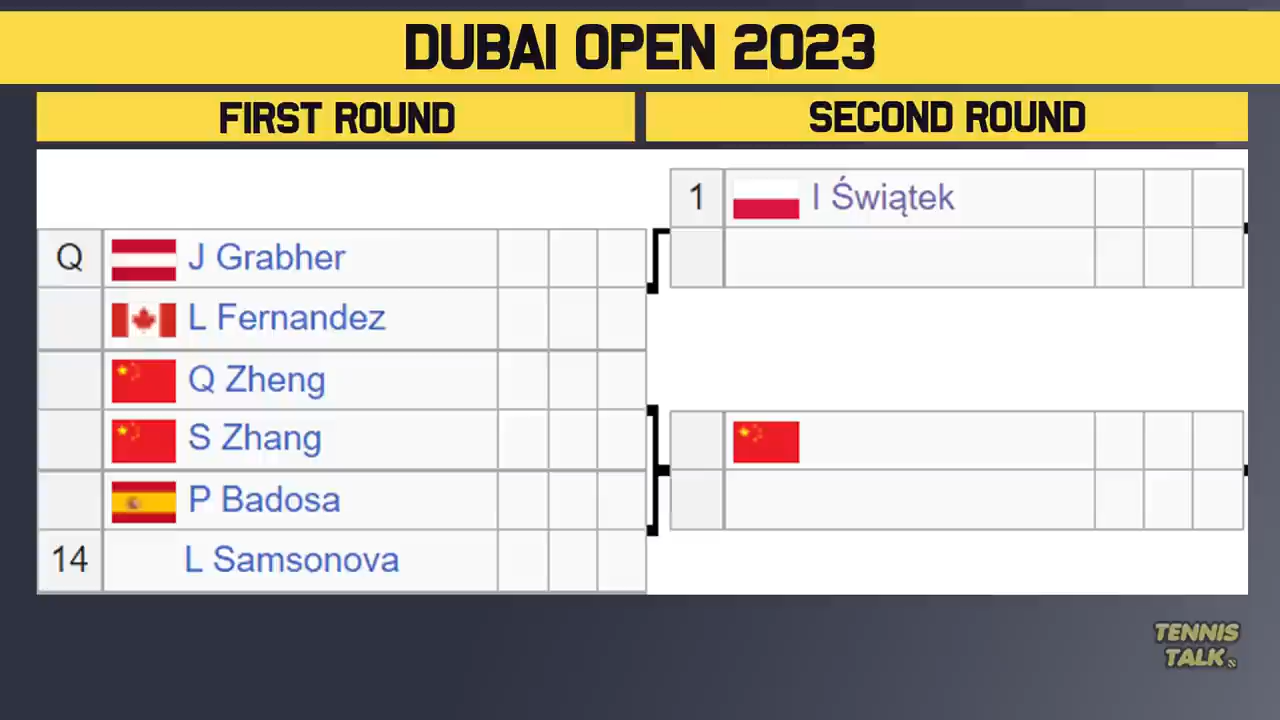 DUBAI OPEN 2023
FIRST ROUND
SECOND ROUND
1 I Świątek
Q J Grabher
L Fernandez
Q Zheng
S Zhang
P Badosa
14 L Samsonova
TENNIS
TALK